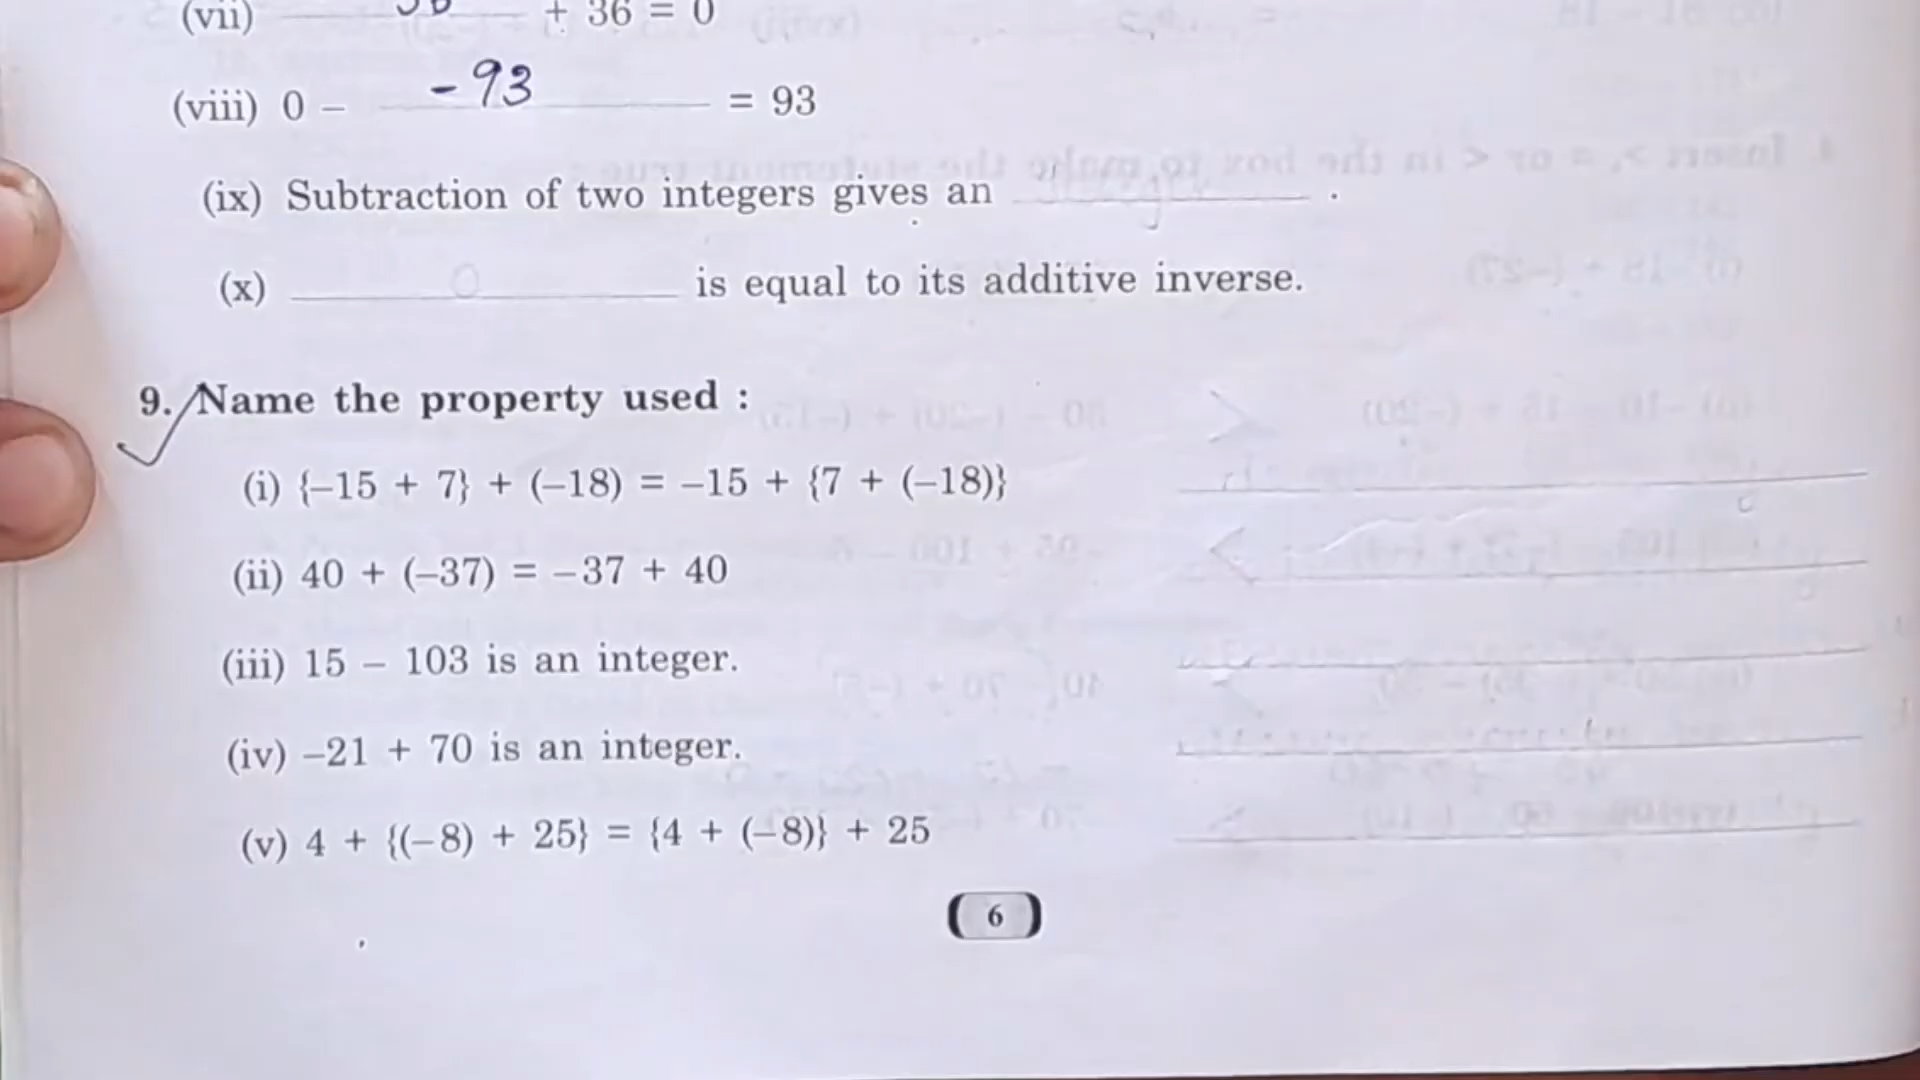 (vii) + 36 = 0
(viii) 0 – -93 = 93
(ix) Subtraction of two integers gives an .
(x) 0 is equal to its additive inverse.
9. Name the property used :
(i) {–15 + 7} + (–18) = –15 + {7 + (–18)}
(ii) 40 + (–37) = –37 + 40
(iii) 15 – 103 is an integer.
(iv) –21 + 70 is an integer.
(v) 4 + {(–8) + 25} = {4 + (–8)} + 25
6